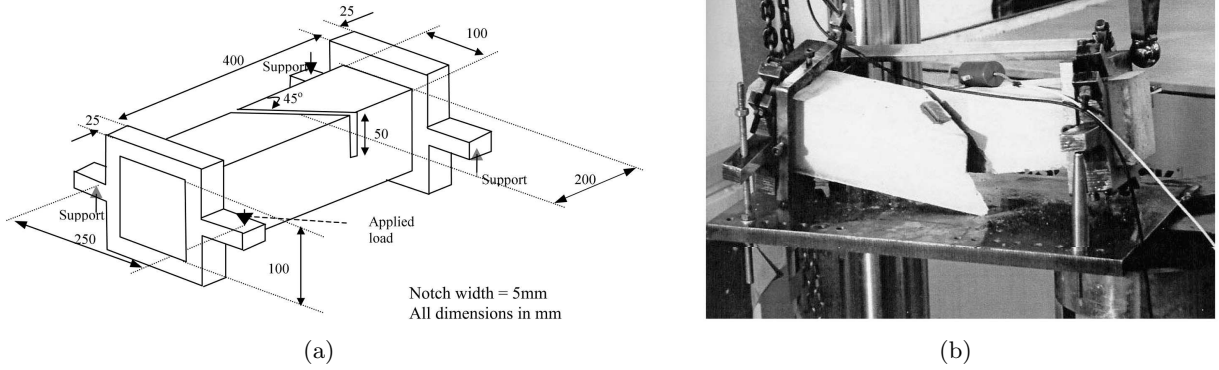 25
100
400
Support
45°
25
50
Support
200
Support
Applied
load
250
100
Notch width = 5mm
All dimensions in mm
(a)
(b)